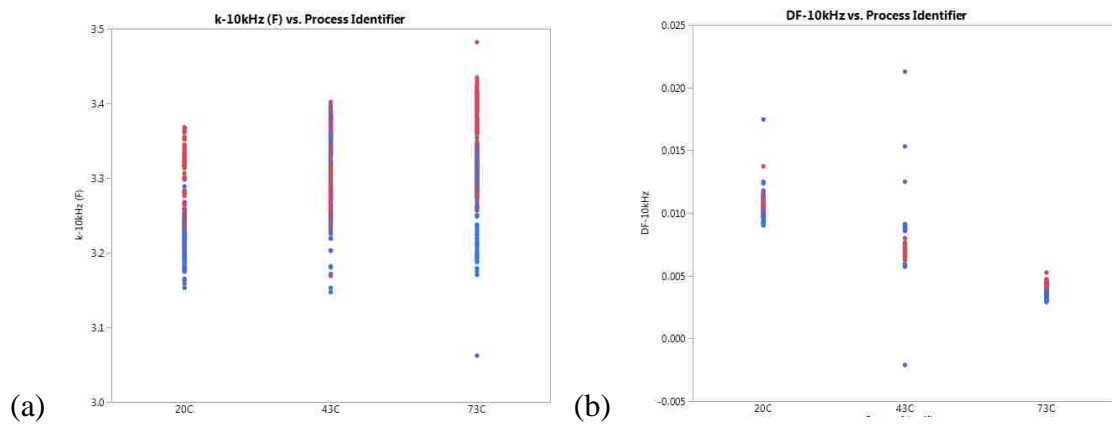 k-10kHz (F) vs. Process Identifier
3.5
3.4
3.3
3.2
3.1
3.0
k-10kHz (F)
20C
43C
73C
(a)
DF-10kHz vs. Process Identifier
0.025
0.020
0.015
0.010
0.005
0.000
-0.005
DF-10kHz
20C
43C
73C
(b)